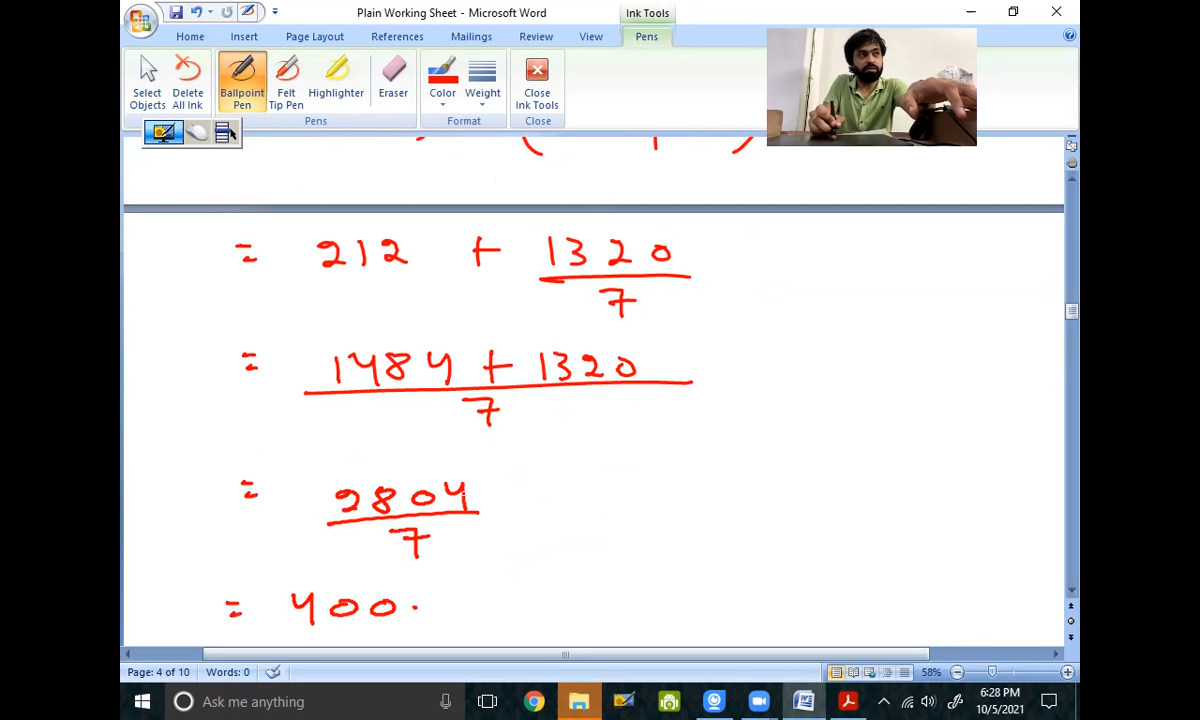 Plain Working Sheet - Microsoft Word
Ink Tools
Home Insert Page Layout References Mailings Review View Pens
Select Objects
Delete All Ink
Ballpoint Pen
Felt Tip Pen
Highlighter
Eraser
Color
Weight
Close Ink Tools
Pens
Format
Close
= 212 + 1320
7
= 1484 + 1320
7
= 2804
7
= 400.
Page: 4 of 10
Words: 0
58%
Ask me anything
6:28 PM
10/5/2021